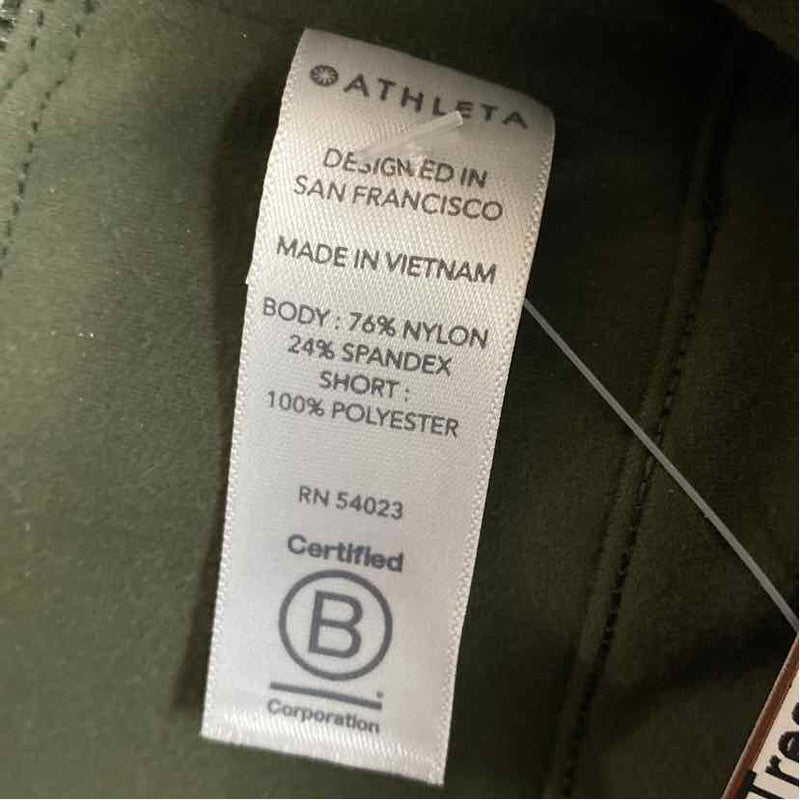 ATHLETA
DESIGNED IN
SAN FRANCISCO
MADE IN VIETNAM
BODY : 76% NYLON
24% SPANDEX
SHORT :
100% POLYESTER
RN 54023
Certified
B
Corporation